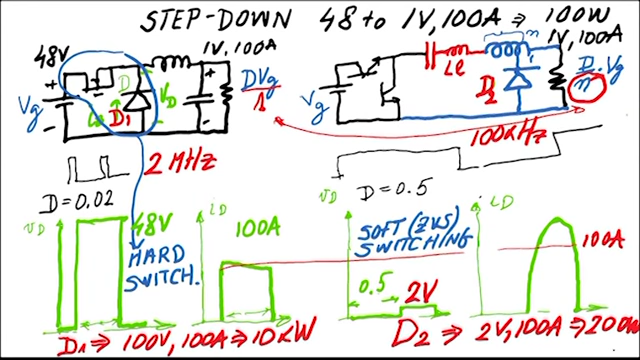 STEP-DOWN 48 to 1V, 100A ⇒ 100W
48V
1V, 100A
1V, 100A
n
+
+
D
VD
DVg
1
Le
D2
D . Vg
n
Vg
D1
Vg
-
-
100kHz
2 MHz
D = 0.02
D = 0.5
VD
48V
iD
100A
VD
SOFT (ZVS)
SWITCHING
iD
100A
HARD
SWITCH.
0.5
2V
D1 ⇒ 100V, 100A ⇒ 10kW
D2 ⇒ 2V, 100A ⇒ 200W